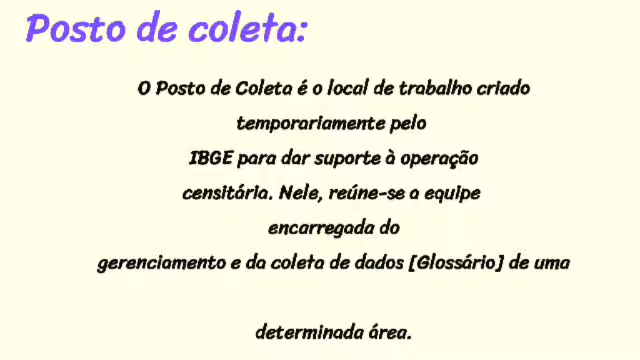 Posto de coleta:
O Posto de Coleta é o local de trabalho criado
temporariamente pelo
IBGE para dar suporte à operação
censitária. Nele, reúne-se a equipe
encarregada do
gerenciamento e da coleta de dados [Glossário] de uma
determinada área.